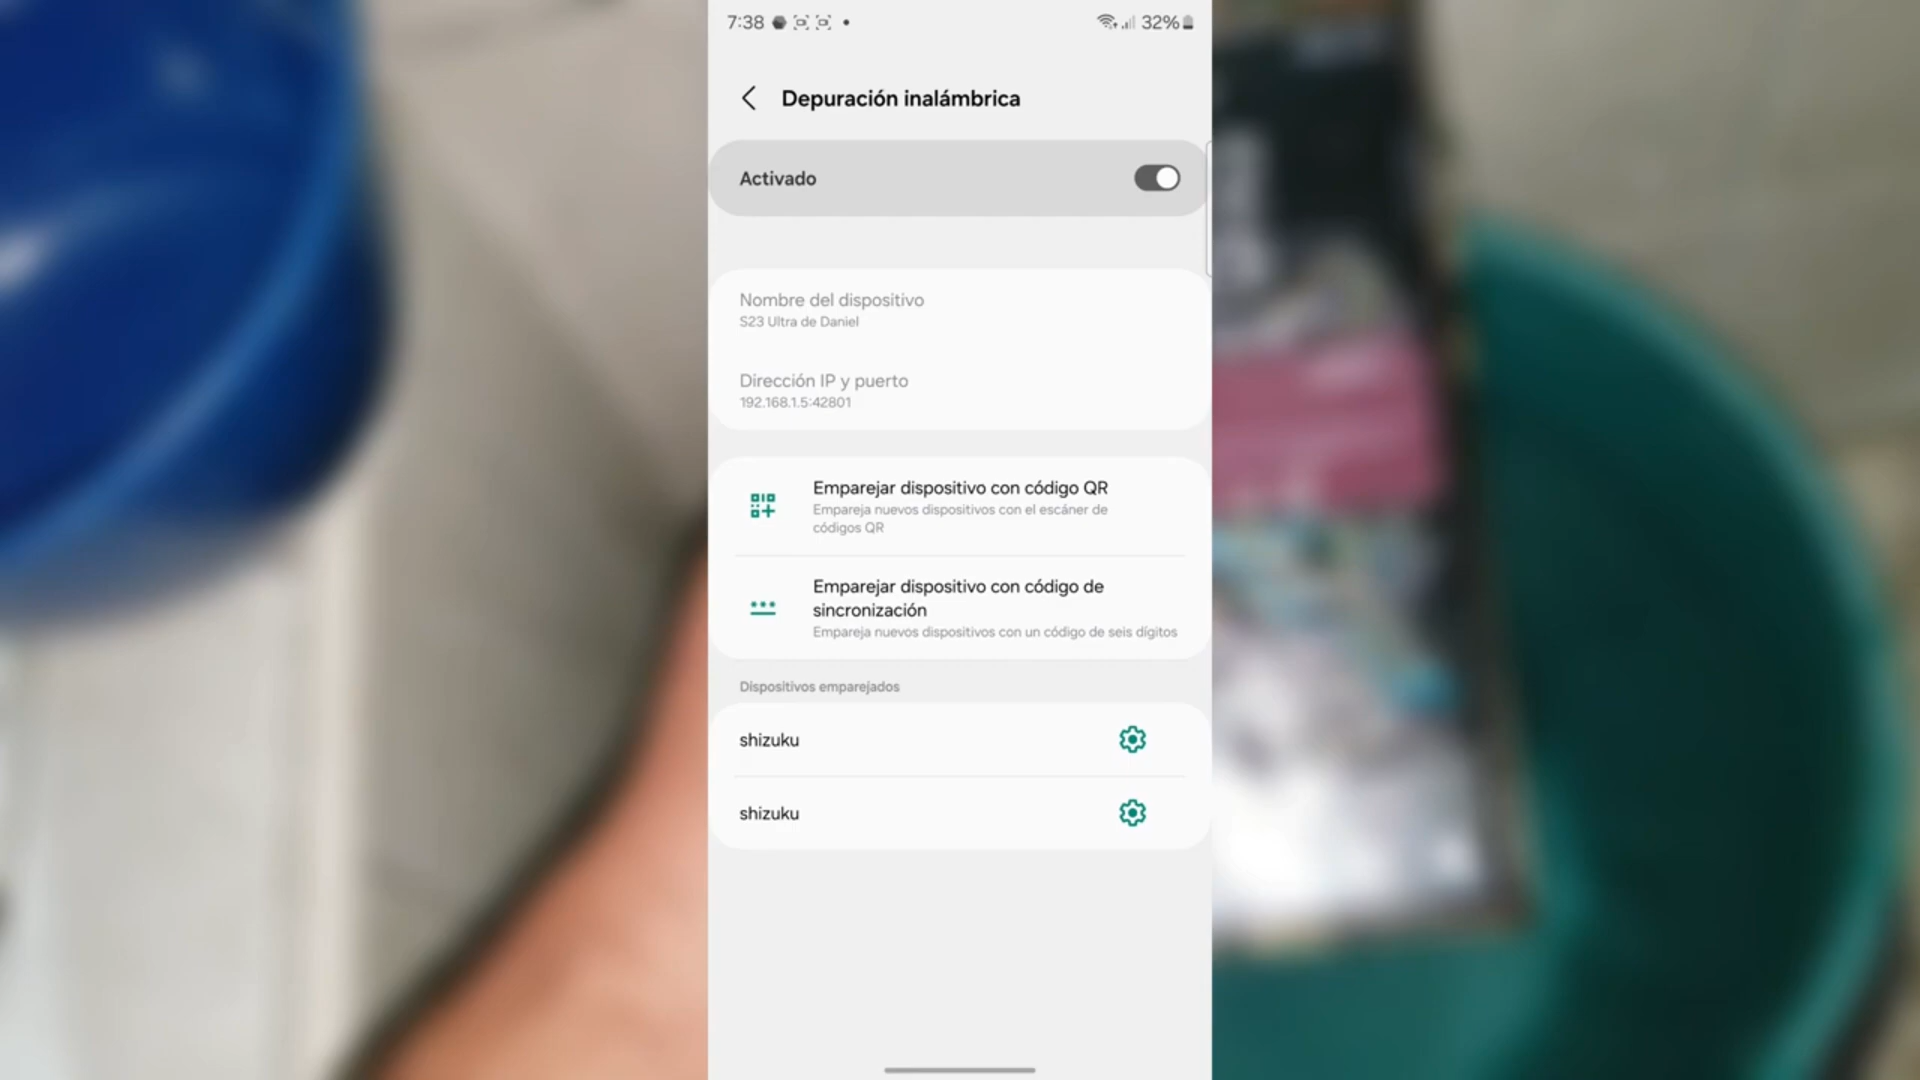 7:38
32%
Depuración inalámbrica
Activado
Nombre del dispositivo
S23 Ultra de Daniel
Dirección IP y puerto
192.168.1.5:42801
Emparejar dispositivo con código QR
Empareja nuevos dispositivos con el escáner de
códigos QR
Emparejar dispositivo con código de
sincronización
Empareja nuevos dispositivos con un código de seis dígitos
Dispositivos emparejados
shizuku
shizuku